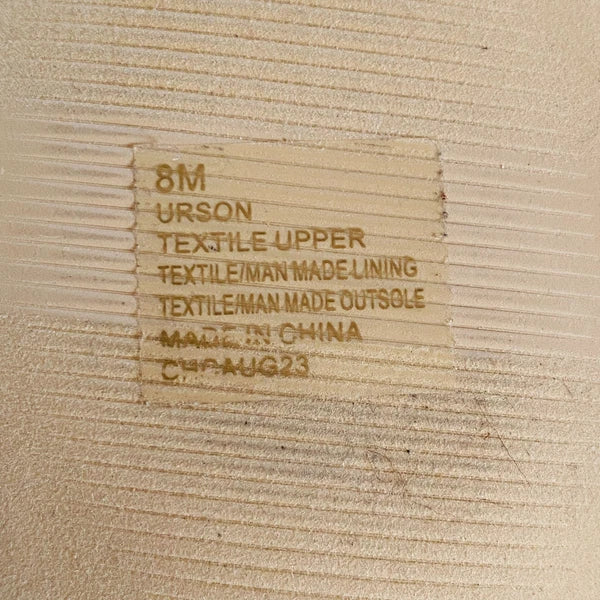 8M
URSON
TEXTILE UPPER
TEXTILE/MAN MADE LINING
TEXTILE/MAN MADE OUTSOLE
MADE IN CHINA